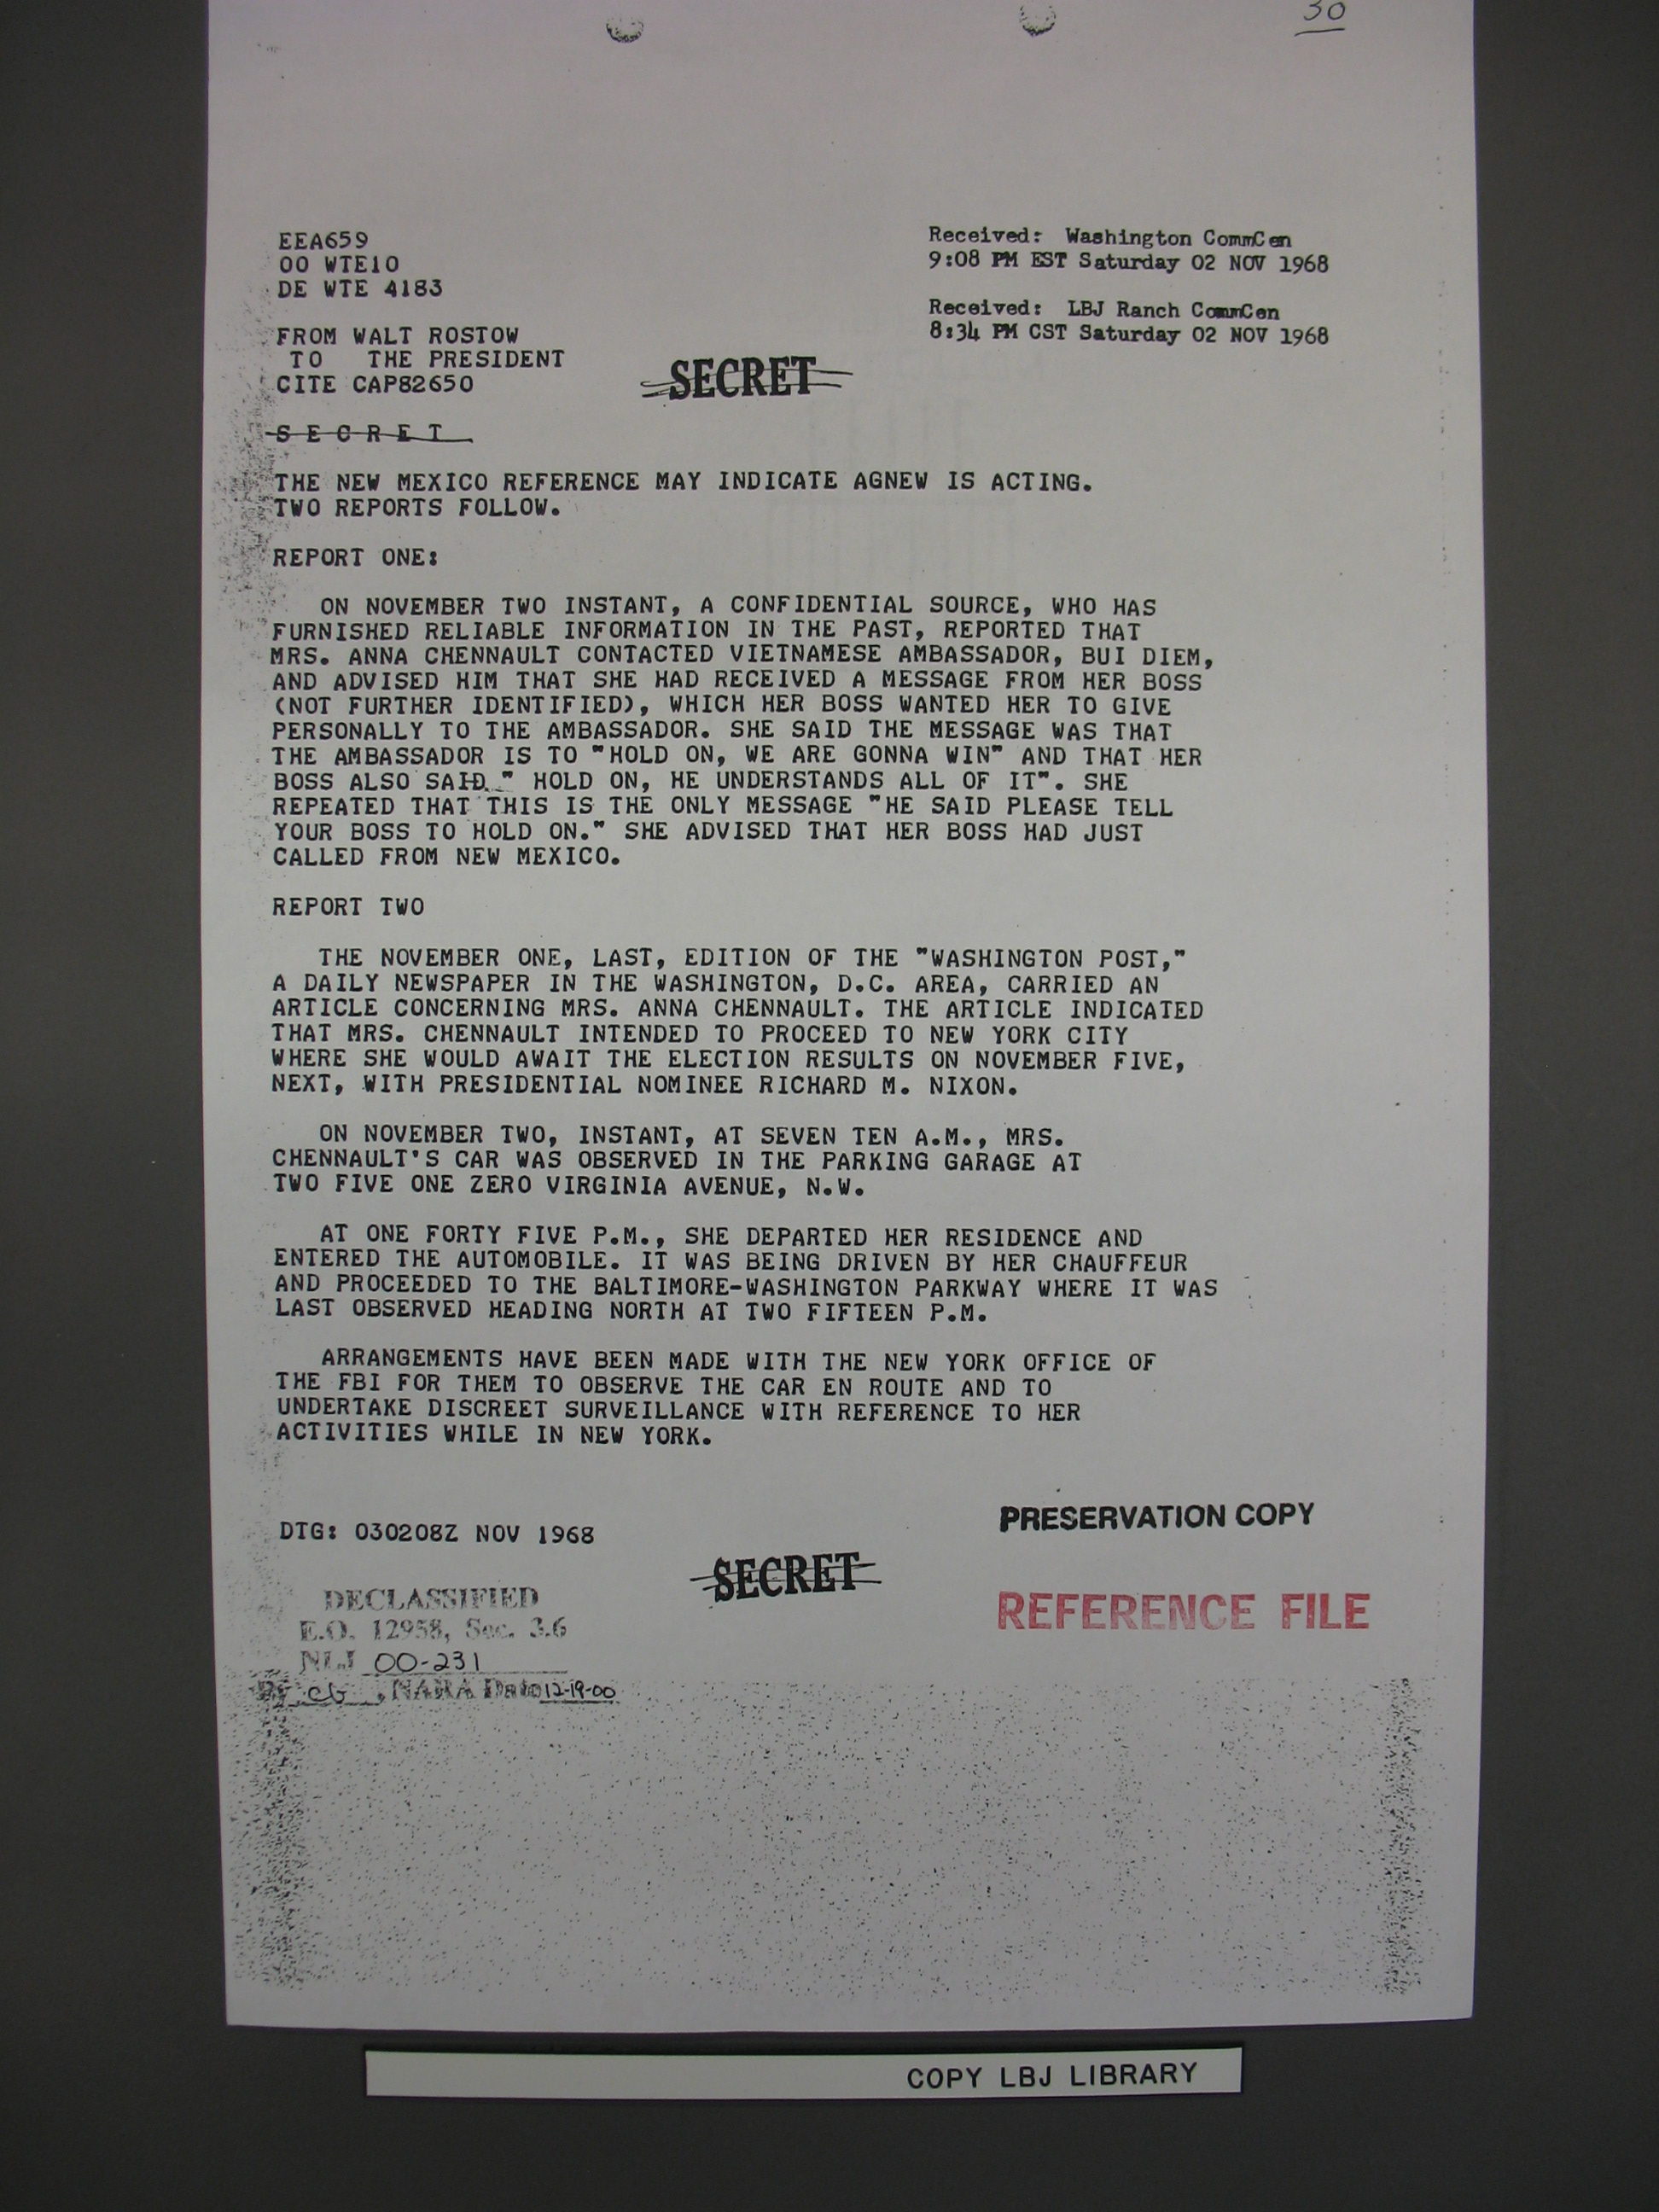 30
EEA659
OO WTE10
DE WTE 4183
Received: Washington CommCen
9:08 PM EST Saturday 02 NOV 1968
Received: LBJ Ranch CommCen
8:34 PM CST Saturday 02 NOV 1968
FROM WALT ROSTOW
TO THE PRESIDENT
CITE CAP82650
SECRET
S E C R E T
THE NEW MEXICO REFERENCE MAY INDICATE AGNEW IS ACTING.
TWO REPORTS FOLLOW.
REPORT ONE:
ON NOVEMBER TWO INSTANT, A CONFIDENTIAL SOURCE, WHO HAS
FURNISHED RELIABLE INFORMATION IN THE PAST, REPORTED THAT
MRS. ANNA CHENNAULT CONTACTED VIETNAMESE AMBASSADOR, BUI DIEM,
AND ADVISED HIM THAT SHE HAD RECEIVED A MESSAGE FROM HER BOSS
(NOT FURTHER IDENTIFIED), WHICH HER BOSS WANTED HER TO GIVE
PERSONALLY TO THE AMBASSADOR. SHE SAID THE MESSAGE WAS THAT
THE AMBASSADOR IS TO "HOLD ON, WE ARE GONNA WIN" AND THAT HER
BOSS ALSO SAID " HOLD ON, HE UNDERSTANDS ALL OF IT". SHE
REPEATED THAT THIS IS THE ONLY MESSAGE "HE SAID PLEASE TELL
YOUR BOSS TO HOLD ON." SHE ADVISED THAT HER BOSS HAD JUST
CALLED FROM NEW MEXICO.
REPORT TWO
THE NOVEMBER ONE, LAST, EDITION OF THE "WASHINGTON POST,"
A DAILY NEWSPAPER IN THE WASHINGTON, D.C. AREA, CARRIED AN
ARTICLE CONCERNING MRS. ANNA CHENNAULT. THE ARTICLE INDICATED
THAT MRS. CHENNAULT INTENDED TO PROCEED TO NEW YORK CITY
WHERE SHE WOULD AWAIT THE ELECTION RESULTS ON NOVEMBER FIVE,
NEXT, WITH PRESIDENTIAL NOMINEE RICHARD M. NIXON.
ON NOVEMBER TWO, INSTANT, AT SEVEN TEN A.M., MRS.
CHENNAULT'S CAR WAS OBSERVED IN THE PARKING GARAGE AT
TWO FIVE ONE ZERO VIRGINIA AVENUE, N.W.
AT ONE FORTY FIVE P.M., SHE DEPARTED HER RESIDENCE AND
ENTERED THE AUTOMOBILE. IT WAS BEING DRIVEN BY HER CHAUFFEUR
AND PROCEEDED TO THE BALTIMORE-WASHINGTON PARKWAY WHERE IT WAS
LAST OBSERVED HEADING NORTH AT TWO FIFTEEN P.M.
ARRANGEMENTS HAVE BEEN MADE WITH THE NEW YORK OFFICE OF
THE FBI FOR THEM TO OBSERVE THE CAR EN ROUTE AND TO
UNDERTAKE DISCREET SURVEILLANCE WITH REFERENCE TO HER
ACTIVITIES WHILE IN NEW YORK.
DTG: 030208Z NOV 1968
PRESERVATION COPY
SECRET
REFERENCE FILE
DECLASSIFIED
E.O. 12958, Sec. 3.6
NLJ 00-231
By cb, NARA Date 12-19-00
COPY LBJ LIBRARY